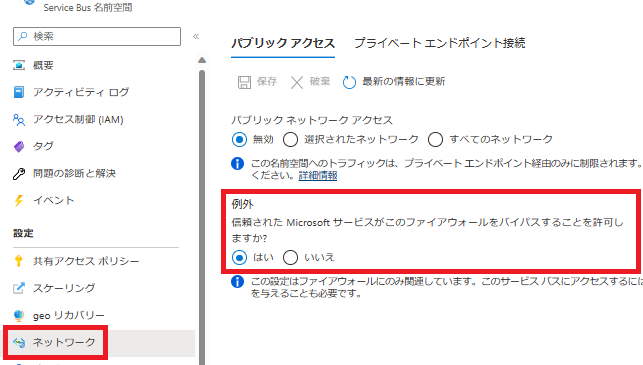 Service Bus 名前空間
検索
«
概要
アクティビティ ログ
アクセス制御 (IAM)
タグ
問題の診断と解決
イベント
設定
共有アクセス ポリシー
スケーリング
geo リカバリー
ネットワーク
パブリック アクセス
プライベート エンドポイント接続
保存
破棄
最新の情報に更新
パブリック ネットワーク アクセス
無効
選択されたネットワーク
すべてのネットワーク
この名前空間へのトラフィックは、プライベート エンドポイント経由のみに制限されます。
ください。詳細情報
例外
信頼された Microsoft サービスがこのファイアウォールをバイパスすることを許可し
ますか?
はい
いいえ
この設定はファイアウォールにのみ関連しています。このサービス バスにアクセスするには
を与えることも必要です。